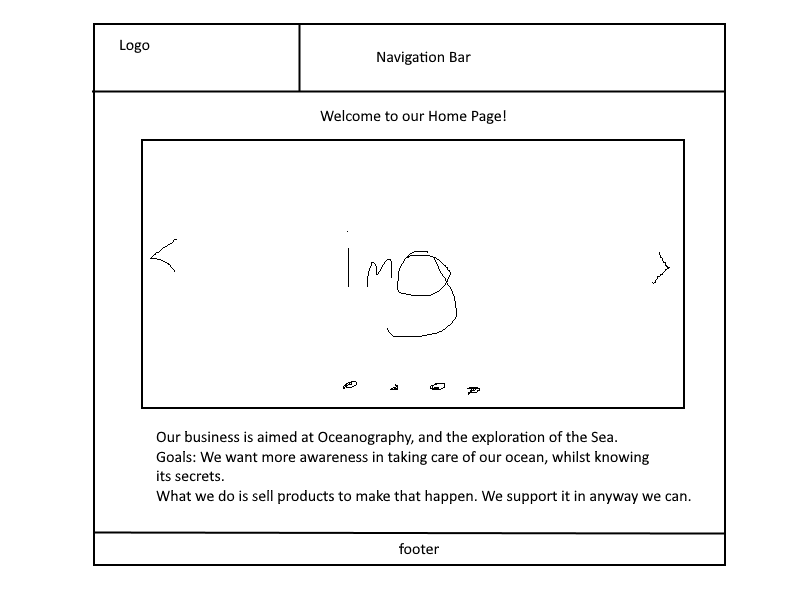 Logo
Navigation Bar
Welcome to our Home Page!
img
Our business is aimed at Oceanography, and the exploration of the Sea.
Goals: We want more awareness in taking care of our ocean, whilst knowing
its secrets.
What we do is sell products to make that happen. We support it in anyway we can.
footer